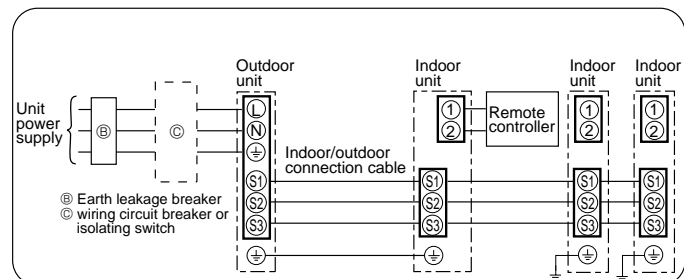 Outdoor
unit
Indoor
unit
Indoor
unit
Indoor
unit
Unit
power
supply
Ⓑ
Ⓒ
L
N
1
2
Remote
controller
1
2
1
2
Indoor/outdoor
connection cable
S1
S2
S3
S1
S2
S3
S1
S2
S3
S1
S2
S3
Ⓑ Earth leakage breaker
Ⓒ wiring circuit breaker or
isolating switch